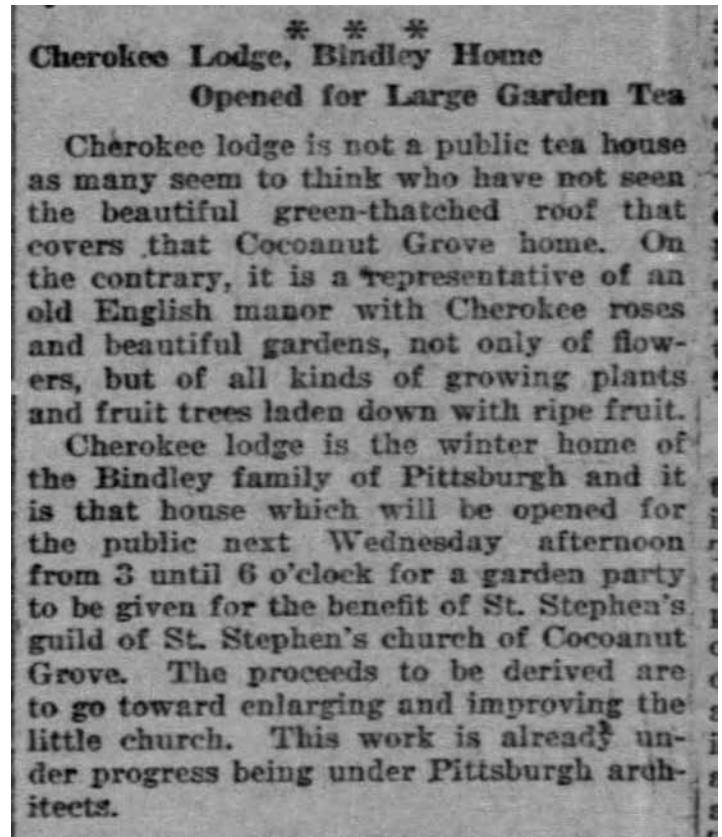 * * *
Cherokee Lodge, Bindley Home
Opened for Large Garden Tea
Cherokee lodge is not a public tea house
as many seem to think who have not seen
the beautiful green-thatched roof that
covers that Cocoanut Grove home. On
the contrary, it is a representative of an
old English manor with Cherokee roses
and beautiful gardens, not only of flow-
ers, but of all kinds of growing plants
and fruit trees laden down with ripe fruit.
Cherokee lodge is the winter home of
the Bindley family of Pittsburgh and it
is that house which will be opened for
the public next Wednesday afternoon
from 3 until 6 o'clock for a garden party
to be given for the benefit of St. Stephen's
guild of St. Stephen's church of Cocoanut
Grove. The proceeds to be derived are
to go toward enlarging and improving the
little church. This work is already un-
der progress being under Pittsburgh arch-
itects.